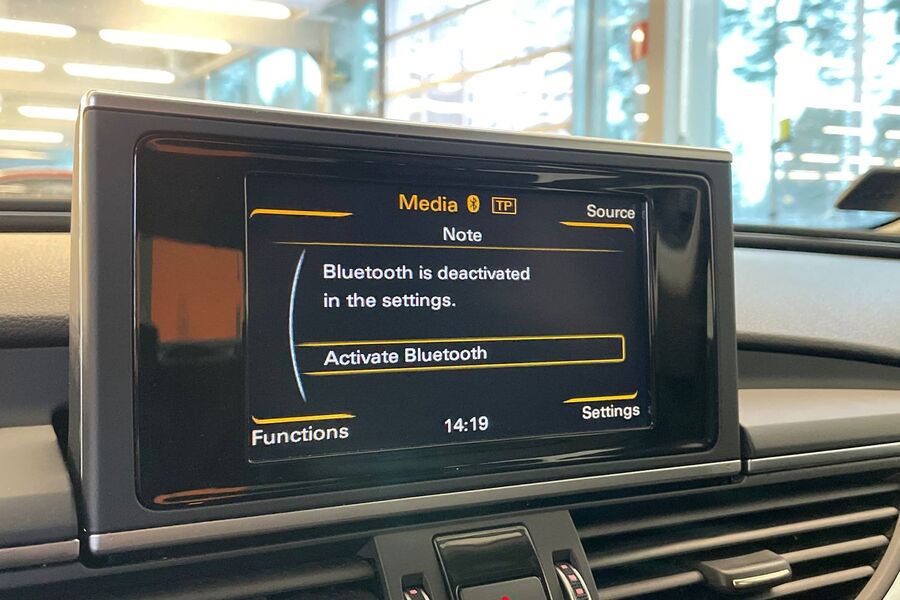 Media TP
Source
Note
Bluetooth is deactivated
in the settings.
Activate Bluetooth
Functions
14:19
Settings